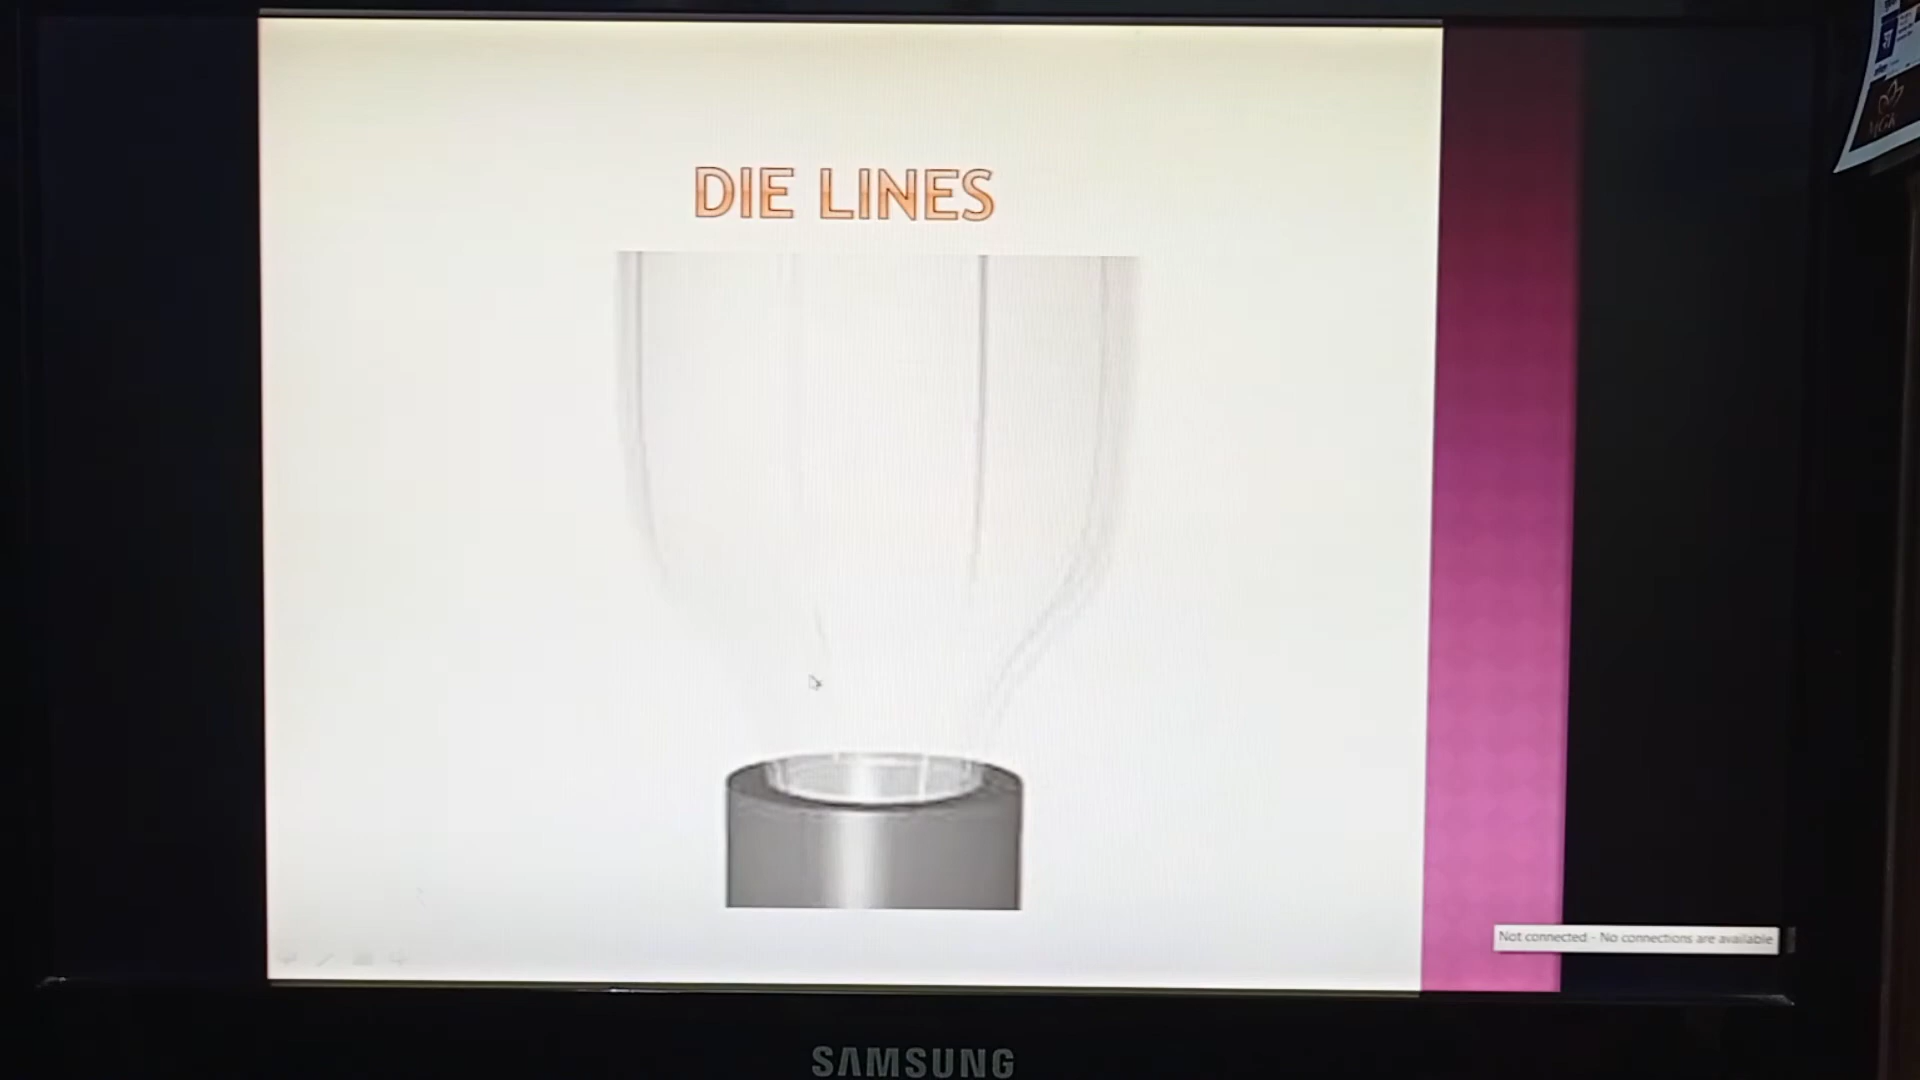 DIE LINES
Not connected - No connections are available
SAMSUNG